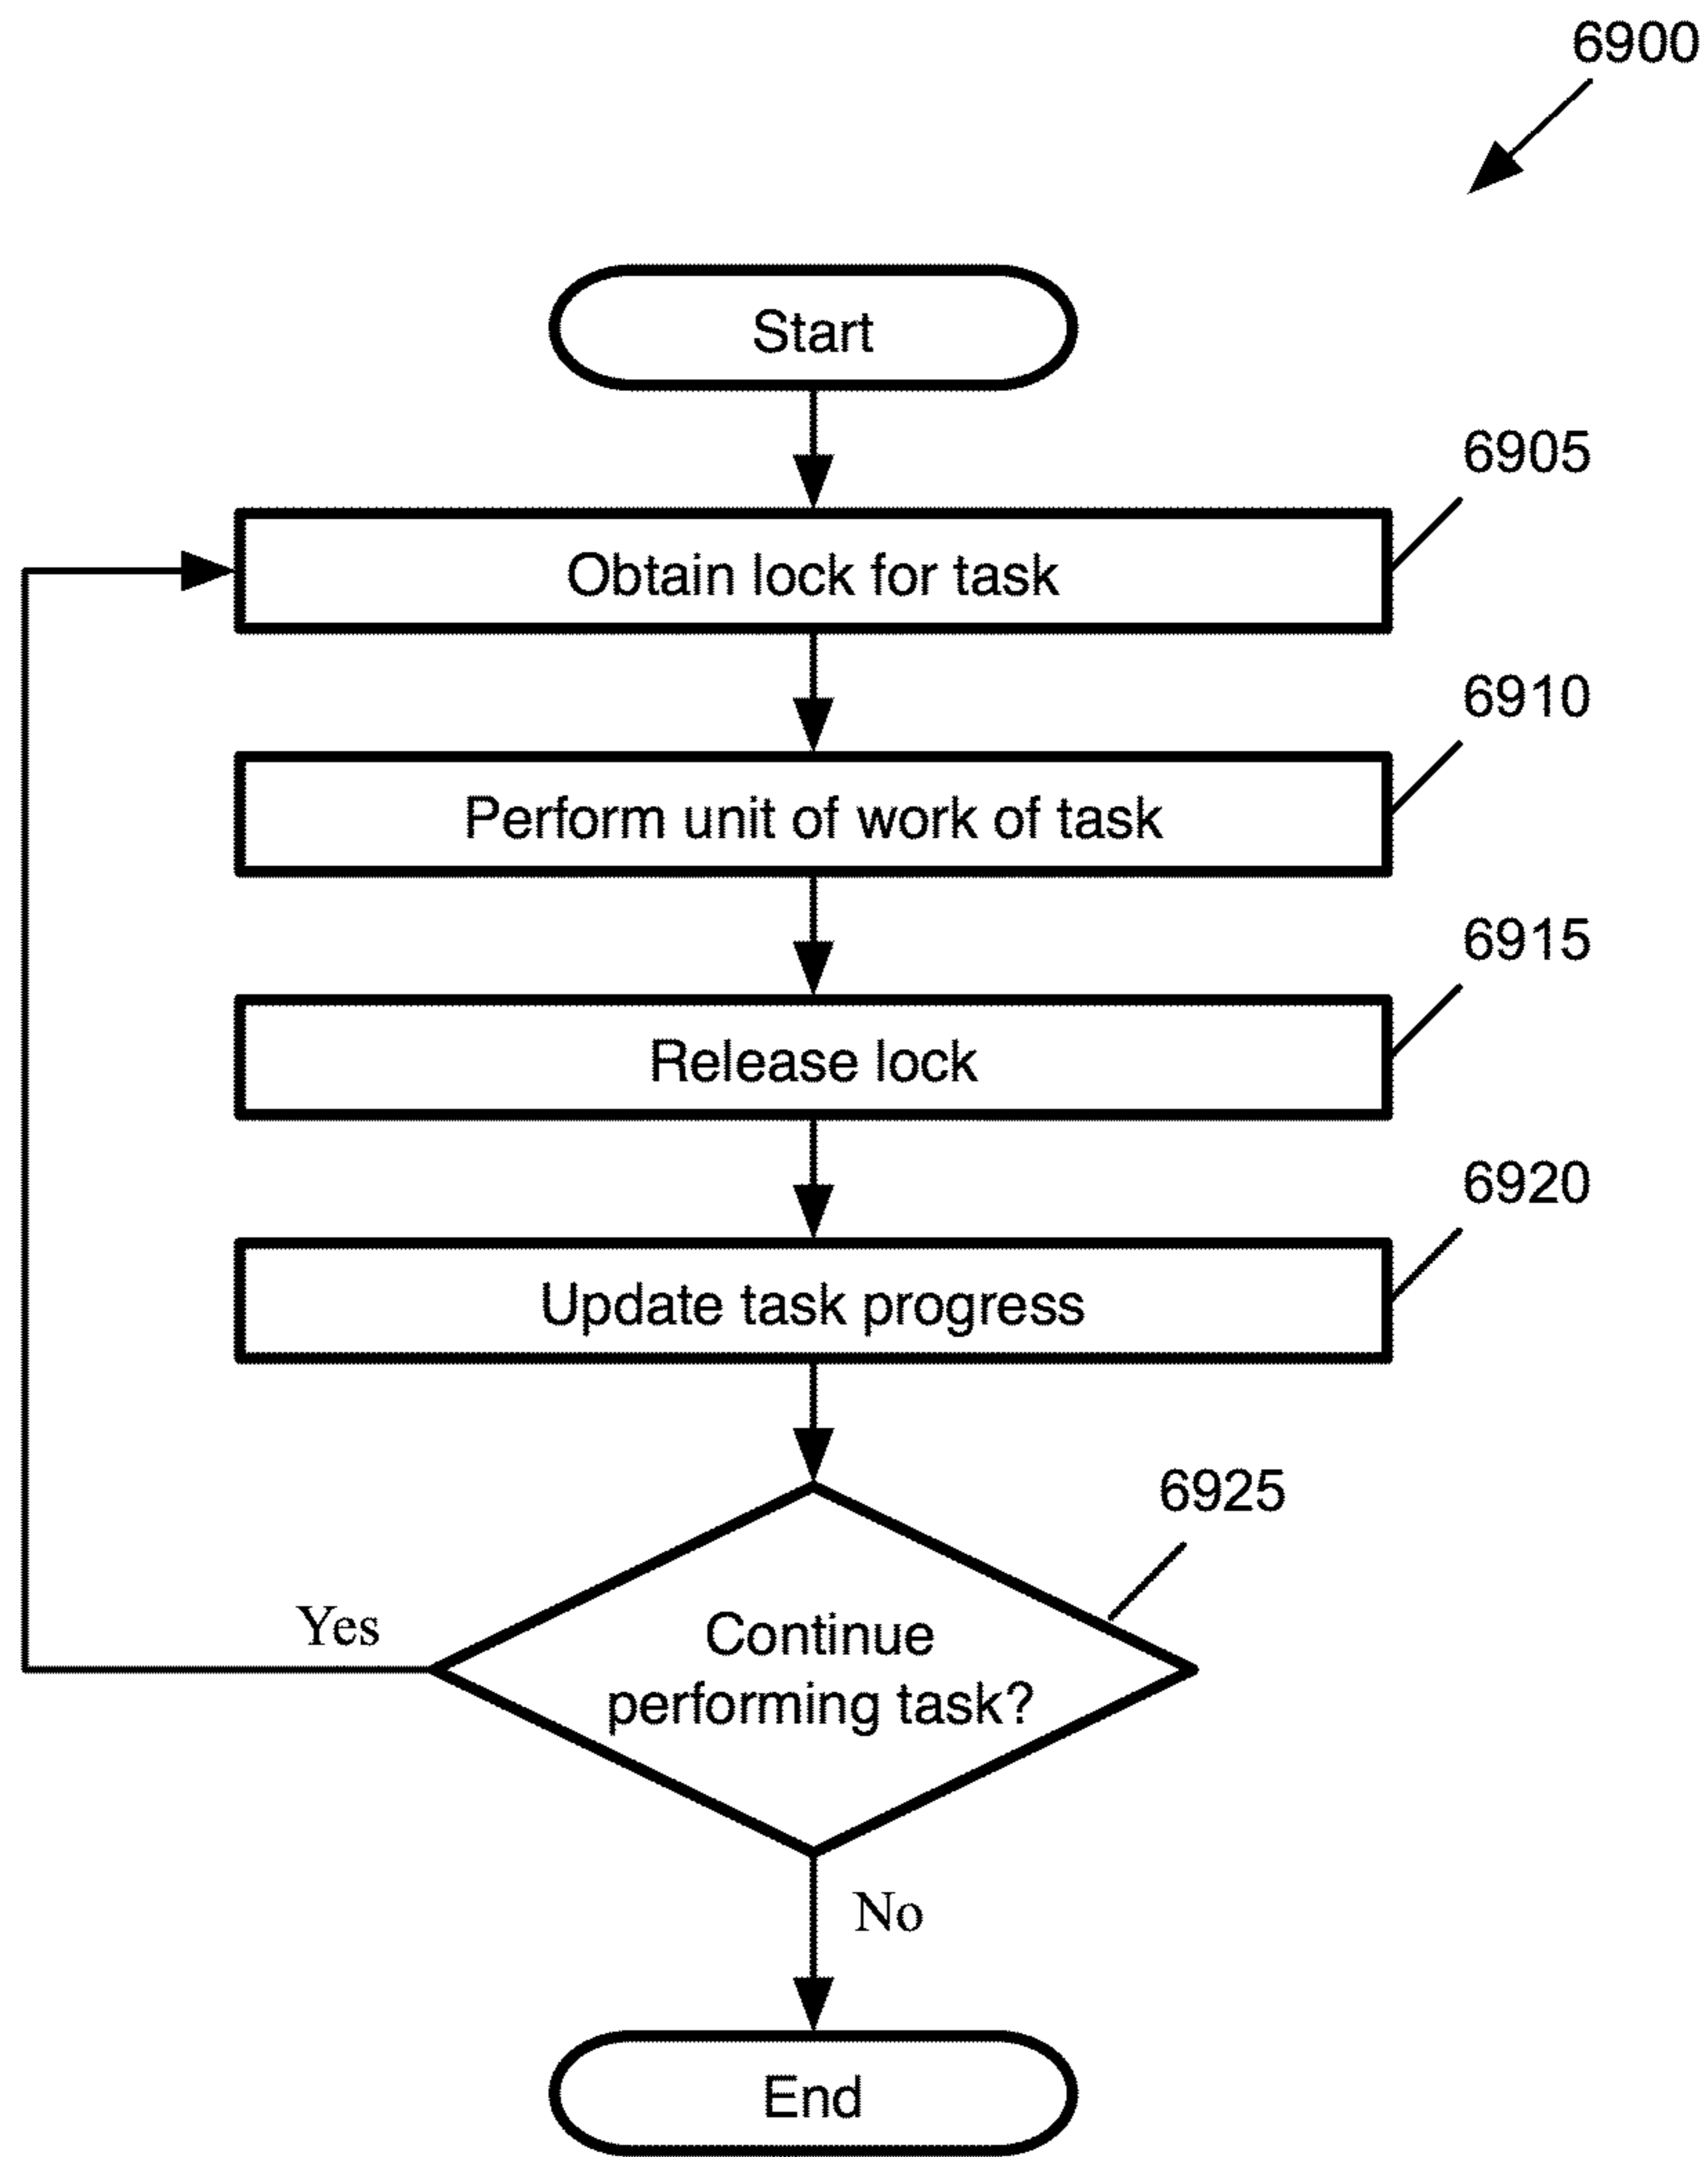 6900
Start
6905
Obtain lock for task
6910
Perform unit of work of task
6915
Release lock
6920
Update task progress
6925
Continue
performing task?
Yes
No
End